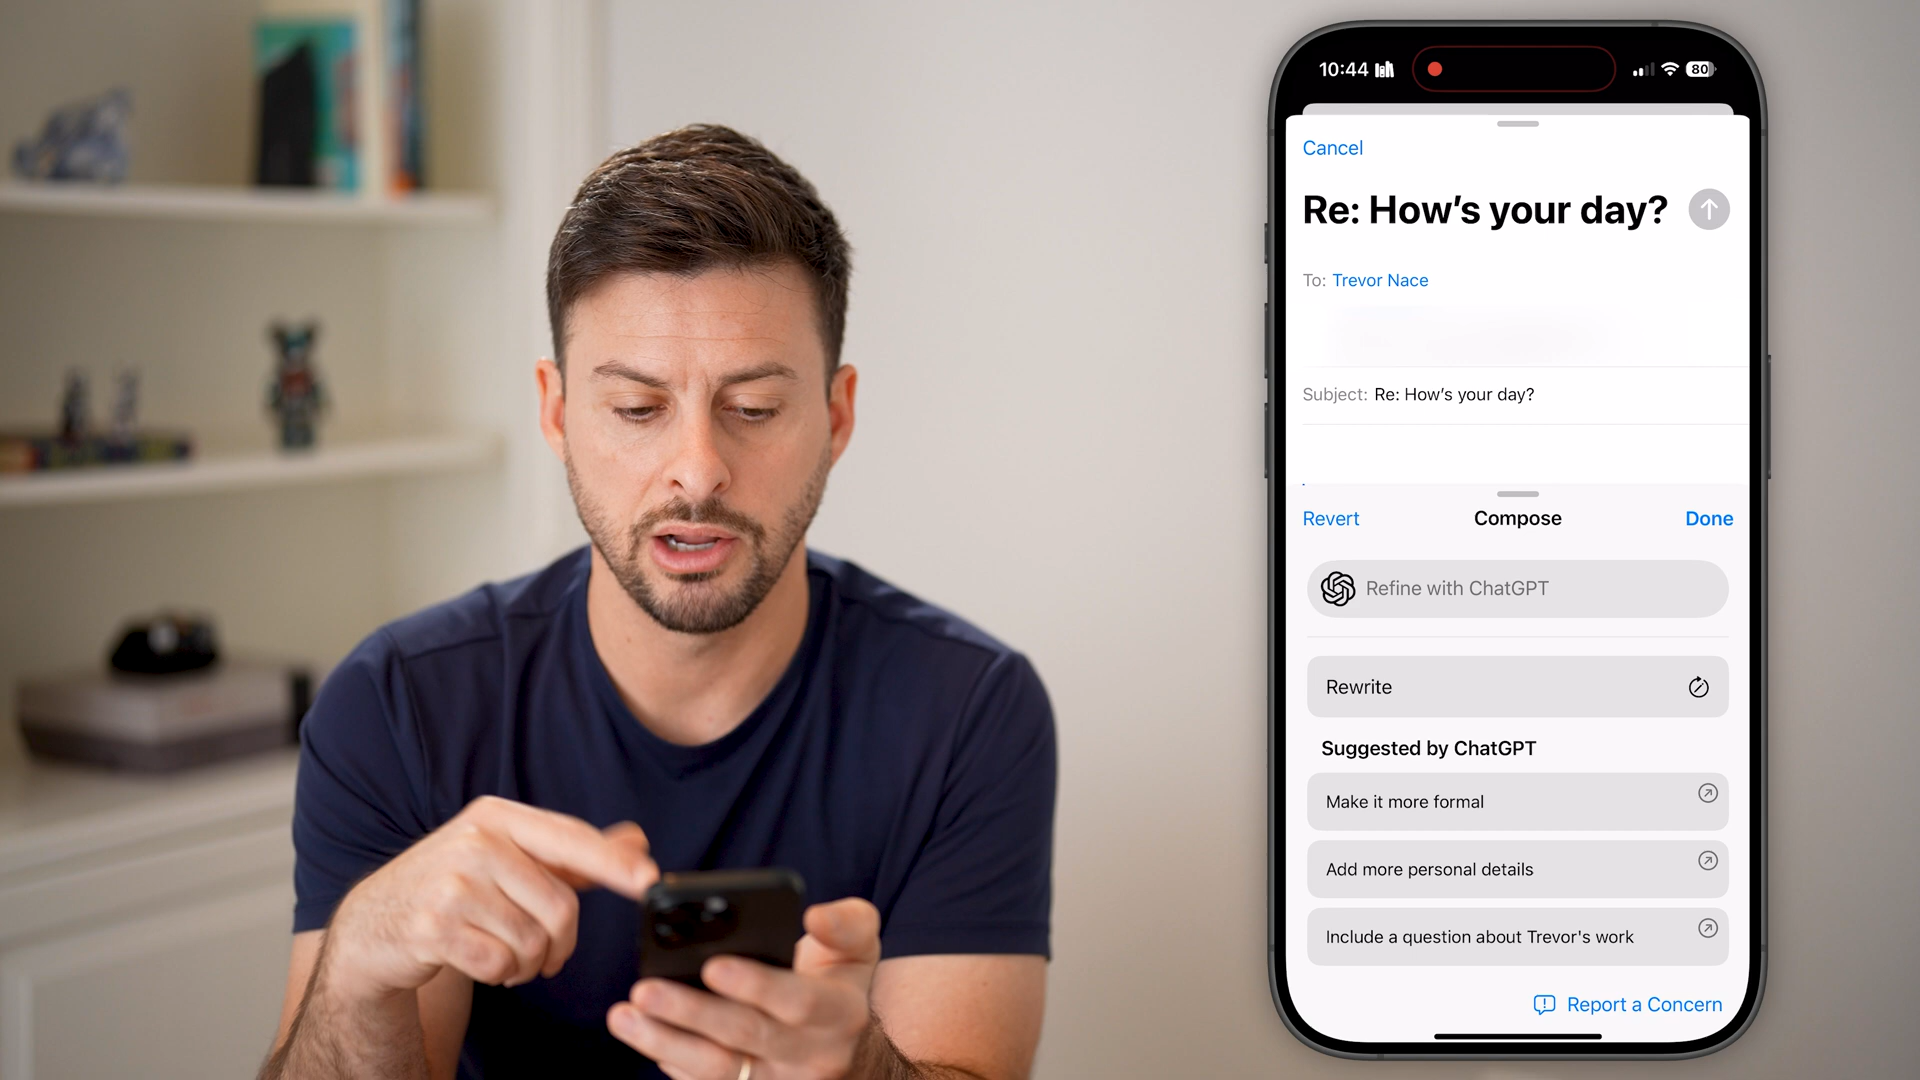 10:44
80
Cancel
Re: How’s your day?
To: Trevor Nace
Subject: Re: How’s your day?
Revert Compose Done
Refine with ChatGPT
Rewrite
Suggested by ChatGPT
Make it more formal
Add more personal details
Include a question about Trevor's work
Report a Concern